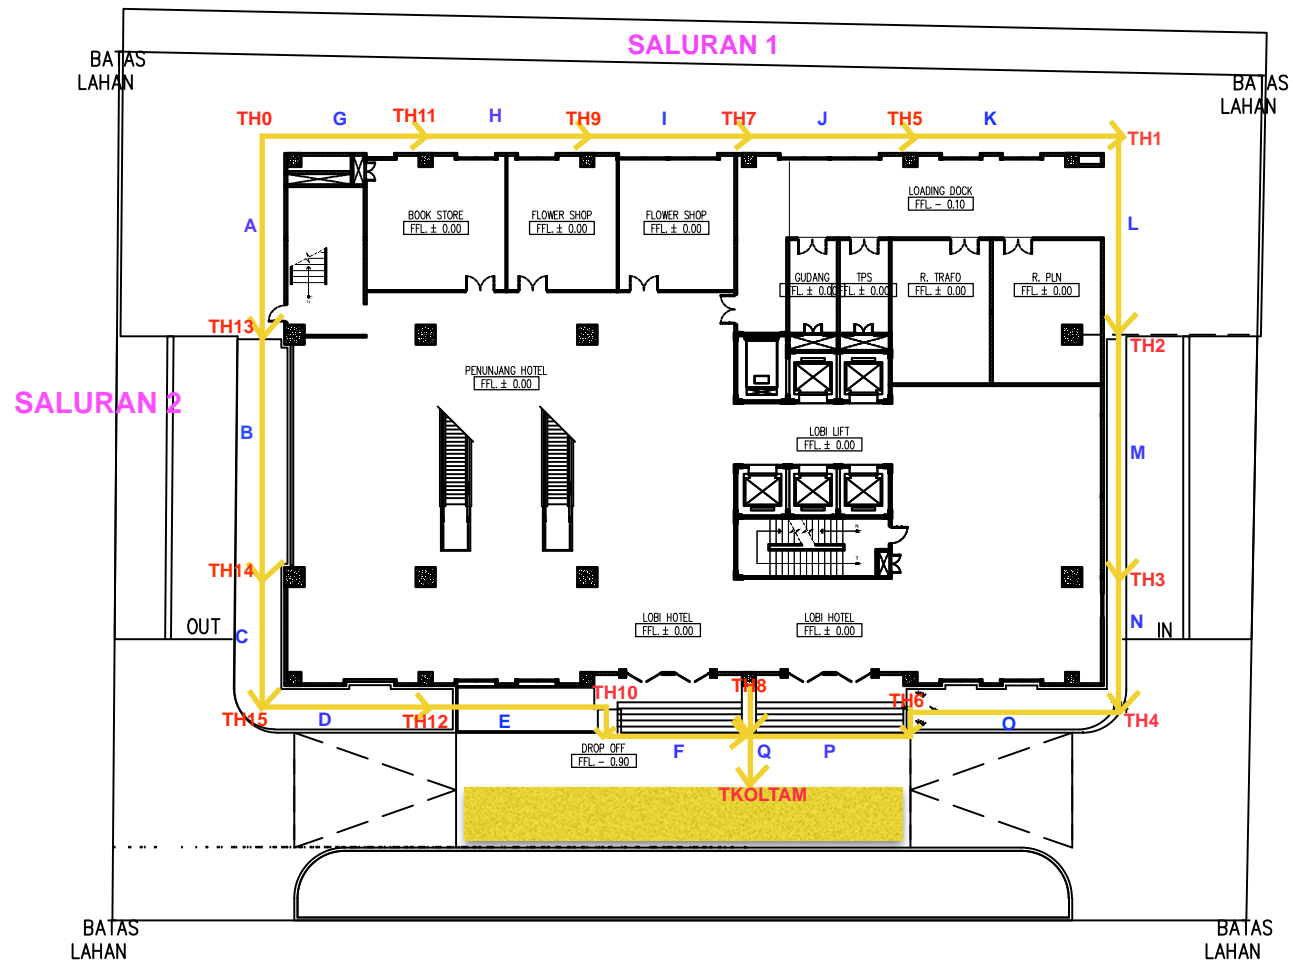 SALURAN 1
BATAS
LAHAN
BATAS
LAHAN
TH0
G
TH11
H
TH9
I
TH7
J
TH5
K
TH1
LOADING DOCK
FFL. - 0.10
BOOK STORE
FFL. ± 0.00
FLOWER SHOP
FFL. ± 0.00
FLOWER SHOP
FFL. ± 0.00
A
L
GUDANG
FFL. ± 0.00
TPS
FFL. ± 0.00
R. TRAFO
FFL. ± 0.00
R. PLN
FFL. ± 0.00
N
TH13
TH2
PENUNJANG HOTEL
FFL. ± 0.00
SALURAN 2
B
LOBI LIFT
FFL. ± 0.00
M
N
T
TH14
TH3
OUT
C
LOBI HOTEL
FFL. ± 0.00
LOBI HOTEL
FFL. ± 0.00
N
IN
TH10
TH8
TH6
TH15
D
TH12
E
O
TH4
DROP OFF
FFL. - 0.90
F
Q
P
TKOLTAM
BATAS
LAHAN
BATAS
LAHAN